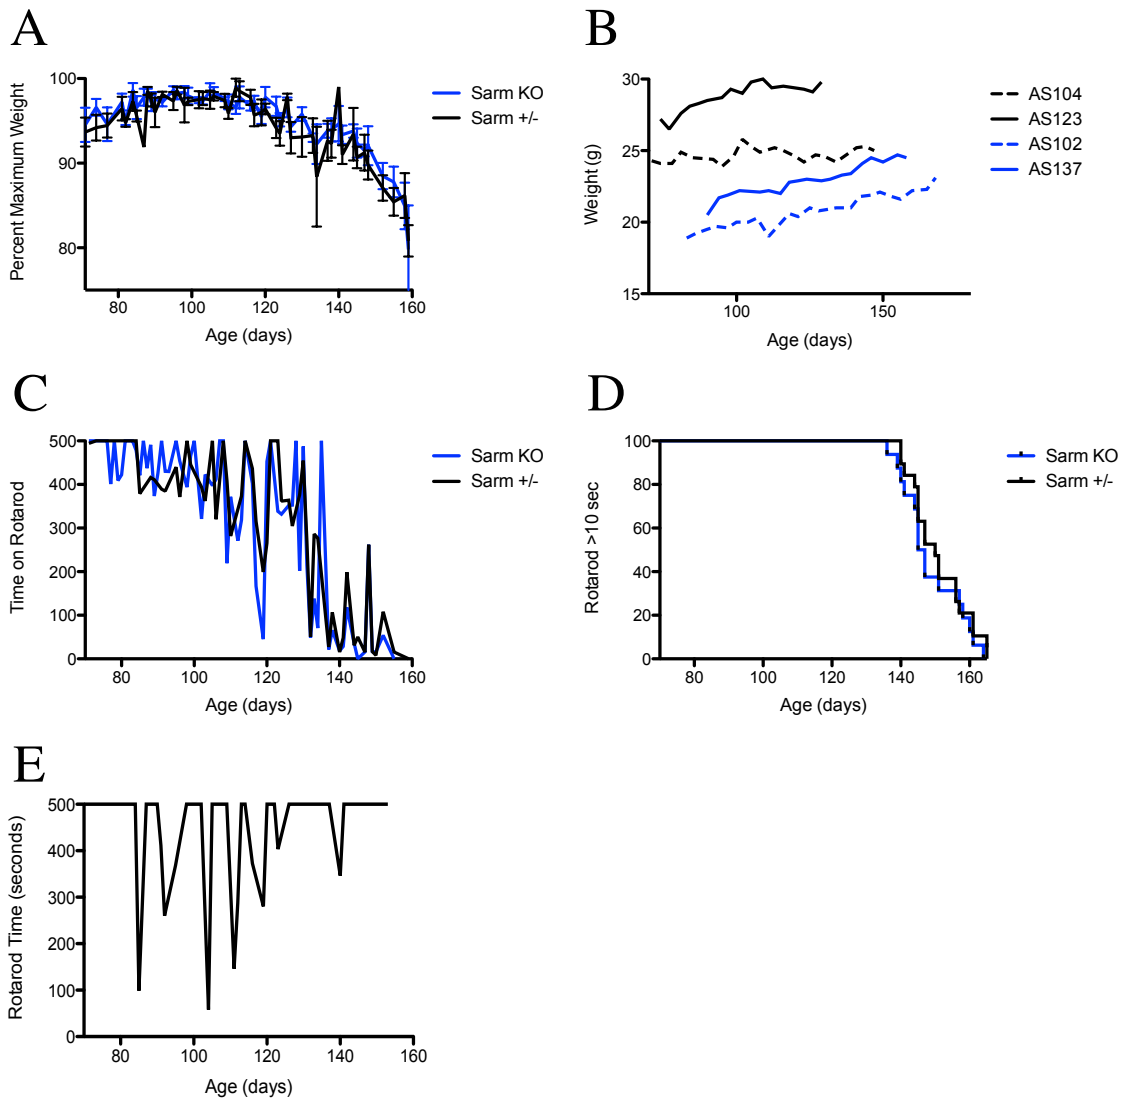 A
Percent Maximum Weight
100
90
80
80
100
120
140
160
Age (days)
Sarm KO
Sarm +/-
B
Weight (g)
30
25
20
15
100
150
Age (days)
AS104
AS123
AS102
AS137
C
Time on Rotarod
500
400
300
200
100
0
80
100
120
140
160
Age (days)
Sarm KO
Sarm +/-
D
Rotarod >10 sec
100
80
60
40
20
0
80
100
120
140
160
Age (days)
Sarm KO
Sarm +/-
E
Rotarod Time (seconds)
500
400
300
200
100
0
80
100
120
140
160
Age (days)